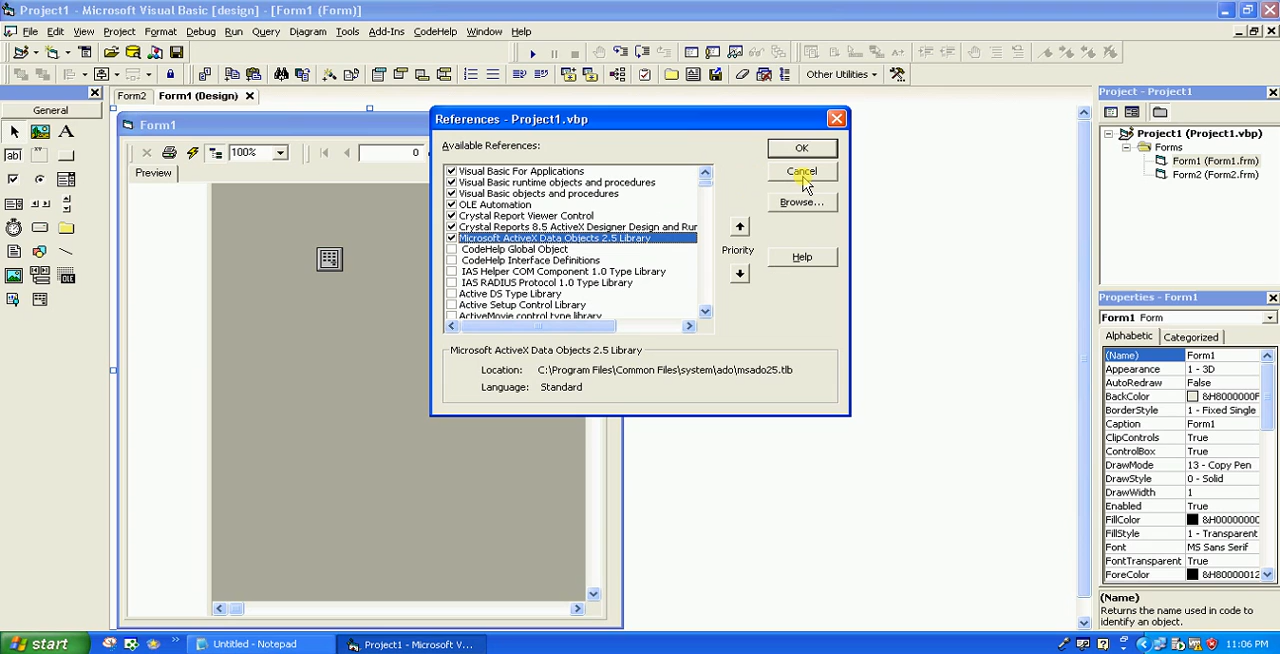 Project1 - Microsoft Visual Basic [design] - [Form1 (Form)]
File Edit View Project Format Debug Run Query Diagram Tools Add-Ins CodeHelp Window Help
Other Utilities
General
Form2
Form1 (Design)
Form1
100%
0
Preview
References - Project1.vbp
Available References:
Visual Basic For Applications
Visual Basic runtime objects and procedures
Visual Basic objects and procedures
OLE Automation
Crystal Report Viewer Control
Crystal Reports 8.5 ActiveX Designer Design and Run
Microsoft ActiveX Data Objects 2.5 Library
CodeHelp Global Object
CodeHelp Interface Definitions
IAS Helper COM Component 1.0 Type Library
IAS RADIUS Protocol 1.0 Type Library
Active DS Type Library
Active Setup Control Library
ActiveMovie control type library
OK
Cancel
Browse...
Priority
Help
Microsoft ActiveX Data Objects 2.5 Library
Location: C:\Program Files\Common Files\system\ado\msado25.tlb
Language: Standard
Project - Project1
Project1 (Project1.vbp)
Forms
Form1 (Form1.frm)
Form2 (Form2.frm)
Properties - Form1
Form1 Form
Alphabetic Categorized
(Name) Form1
Appearance 1 - 3D
AutoRedraw False
BackColor &H8000000F
BorderStyle 1 - Fixed Single
Caption Form1
ClipControls True
ControlBox True
DrawMode 13 - Copy Pen
DrawStyle 0 - Solid
DrawWidth 1
Enabled True
FillColor &H0000000C
FillStyle 1 - Transparent
Font MS Sans Serif
FontTransparent True
ForeColor &H80000012
(Name)
Returns the name used in code to
identify an object.
start
Untitled - Notepad
Project1 - Microsoft V...
11:06 PM